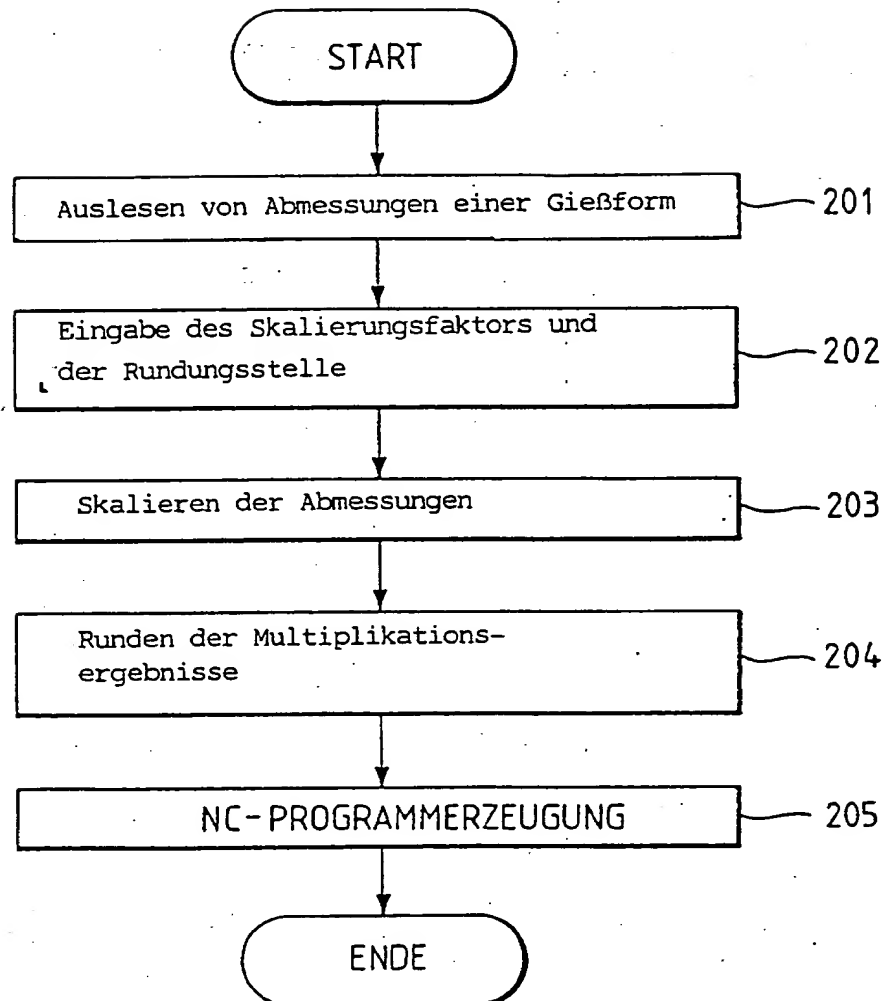 START
Auslesen von Abmessungen einer Gießform
201
Eingabe des Skalierungsfaktors und
der Rundungsstelle
202
Skalieren der Abmessungen
203
Runden der Multiplikations-
ergebnisse
204
NC-PROGRAMMERZEUGUNG
205
ENDE